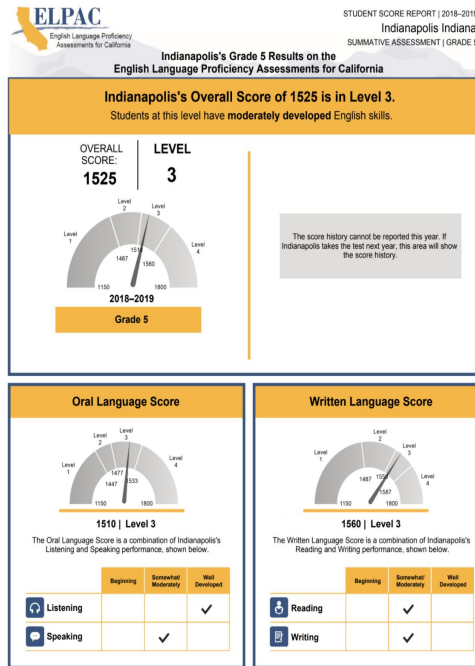 ELPAC
English Language Proficiency
Assessments for California
STUDENT SCORE REPORT | 2018–2019
Indianapolis Indiana
SUMMATIVE ASSESSMENT | GRADE 5
Indianapolis's Grade 5 Results on the
English Language Proficiency Assessments for California
Indianapolis's Overall Score of 1525 is in Level 3.
Students at this level have moderately developed English skills.
OVERALL
SCORE:
1525
LEVEL
3
Level
1
Level
2
Level
3
Level
4
1150
1467
1560
1800
2018–2019
Grade 5
The score history cannot be reported this year. If
Indianapolis takes the test next year, this area will show
the score history.
Oral Language Score
Level
1
Level
2
Level
3
Level
4
1150
1447
1477
1533
1800
1510 | Level 3
The Oral Language Score is a combination of Indianapolis's
Listening and Speaking performance, shown below.
Beginning
Somewhat/
Moderately
Well
Developed
Listening
Speaking
Written Language Score
Level
1
Level
2
Level
3
Level
4
1150
1487
1587
1800
1560 | Level 3
The Written Language Score is a combination of Indianapolis's
Reading and Writing performance, shown below.
Beginning
Somewhat/
Moderately
Well
Developed
Reading
Writing